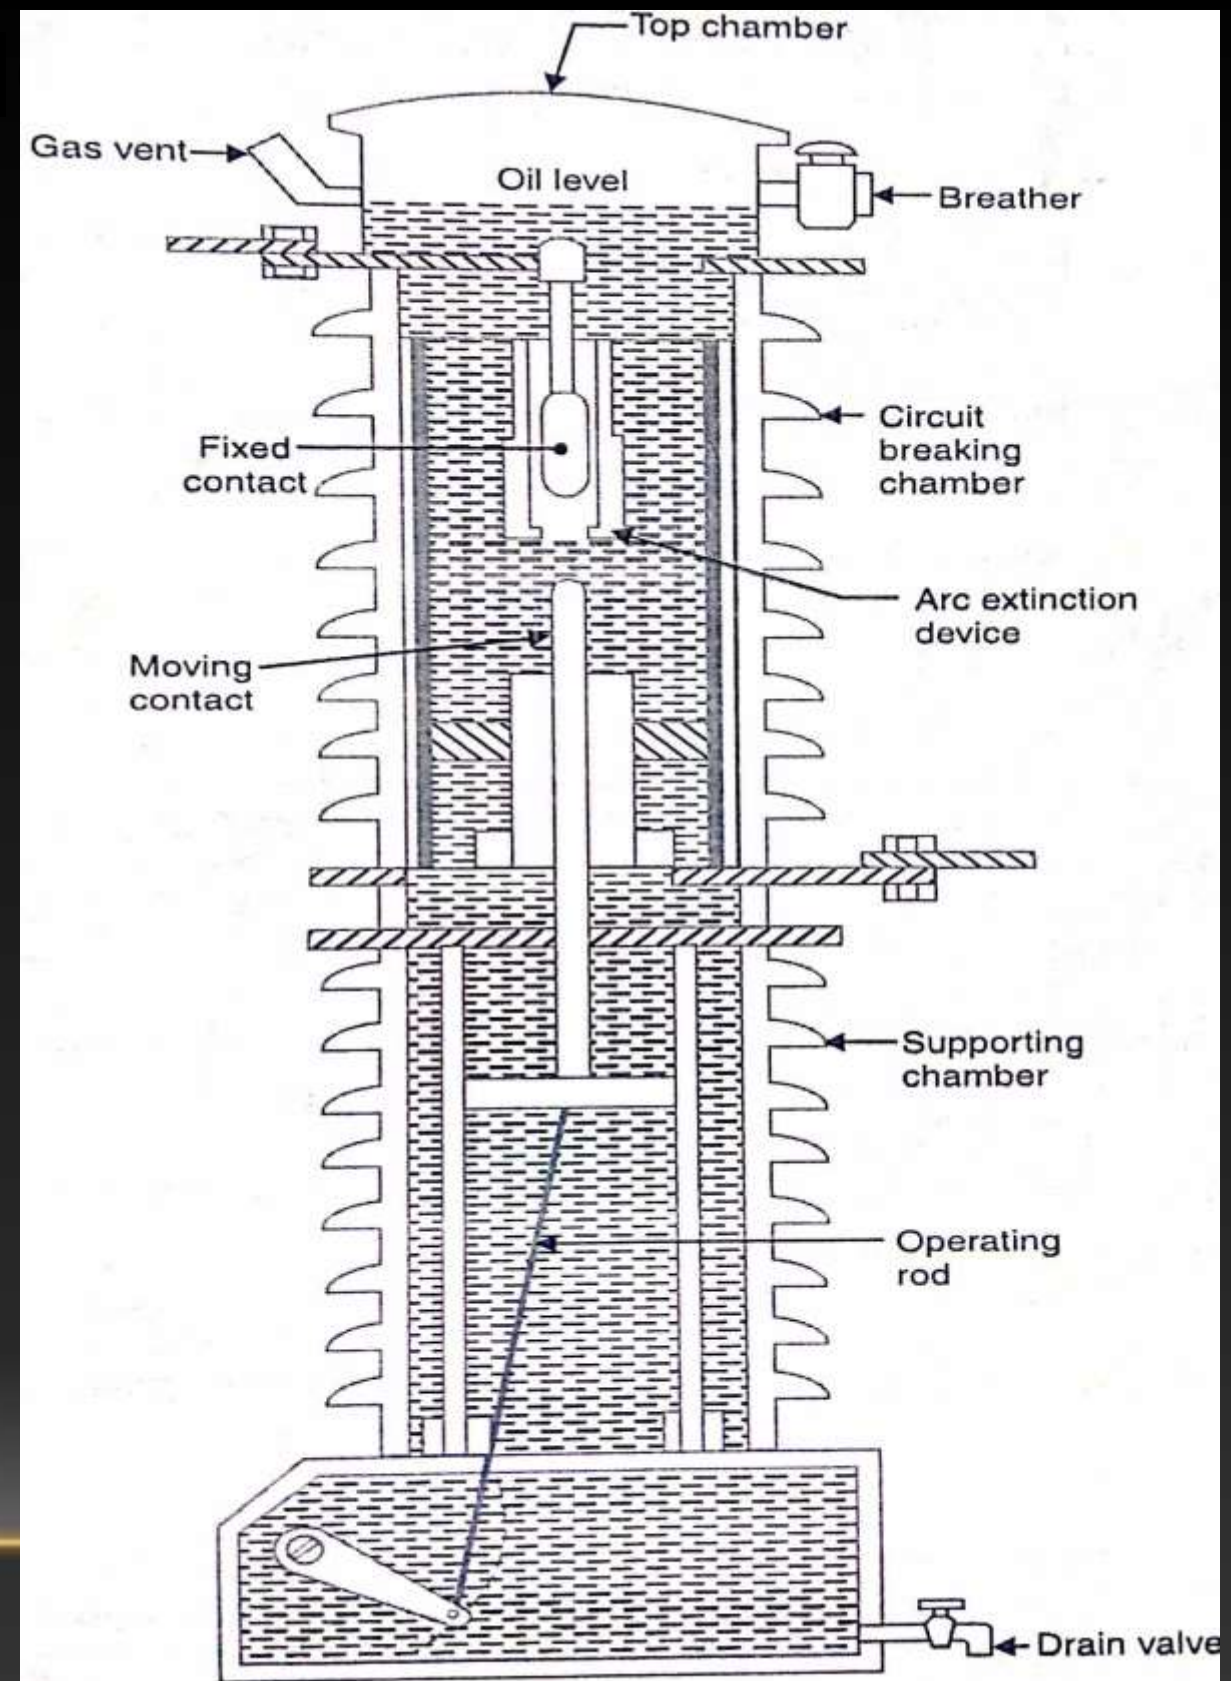 Top chamber
Gas vent
Oil level
Breather
Fixed
contact
Circuit
breaking
chamber
Arc extinction
device
Moving
contact
Supporting
chamber
Operating
rod
Drain valve